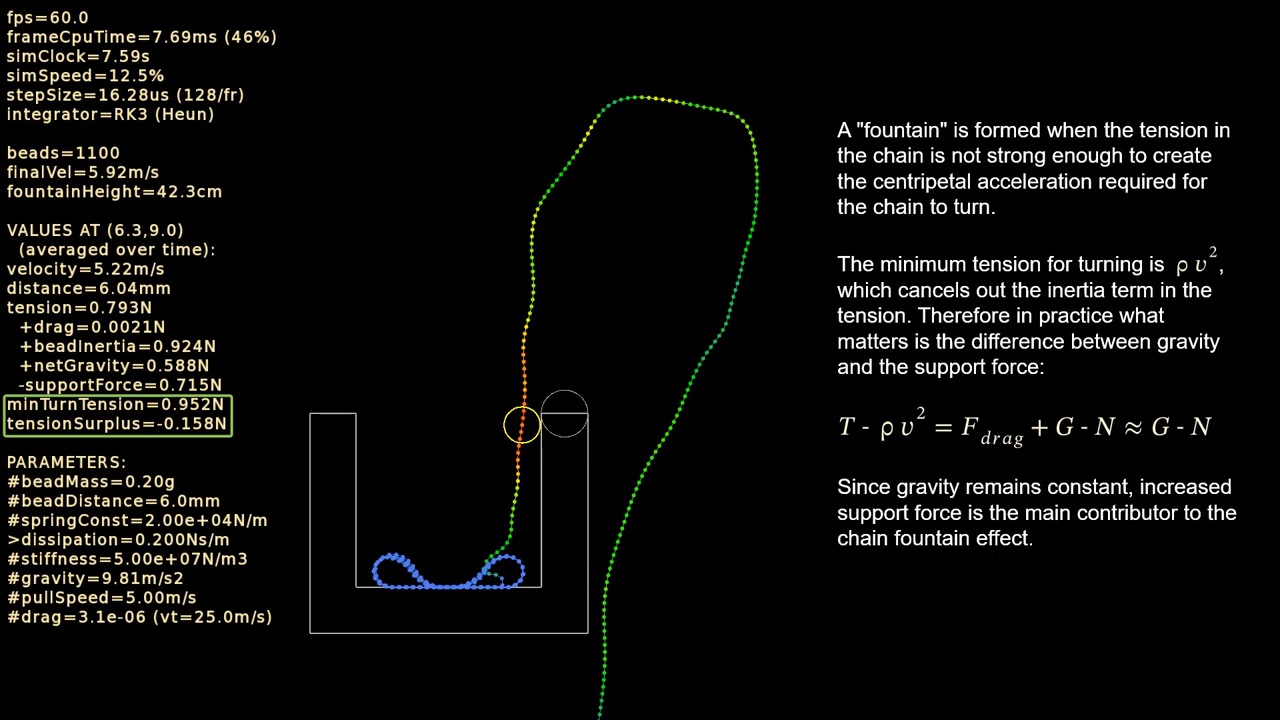 fps=60.0
frameCpuTime=7.69ms (46%)
simClock=7.59s
simSpeed=12.5%
stepSize=16.28us (128/fr)
integrator=RK3 (Heun)
beads=1100
finalVel=5.92m/s
fountainHeight=42.3cm
VALUES AT (6.3,9.0)
(averaged over time):
velocity=5.22m/s
distance=6.04mm
tension=0.793N
+drag=0.0021N
+beadInertia=0.924N
+netGravity=0.588N
-supportForce=0.715N
minTurnTension=0.952N
tensionSurplus=-0.158N
PARAMETERS:
#beadMass=0.20g
#beadDistance=6.0mm
#springConst=2.00e+04N/m
>dissipation=0.200Ns/m
#stiffness=5.00e+07N/m3
#gravity=9.81m/s2
#pullSpeed=5.00m/s
#drag=3.1e-06 (vt=25.0m/s)
A "fountain" is formed when the tension in
the chain is not strong enough to create
the centripetal acceleration required for
the chain to turn.
The minimum tension for turning is ρ v²,
which cancels out the inertia term in the
tension. Therefore in practice what
matters is the difference between gravity
and the support force:
T - ρ v² = F_drag + G - N ≈ G - N
Since gravity remains constant, increased
support force is the main contributor to the
chain fountain effect.